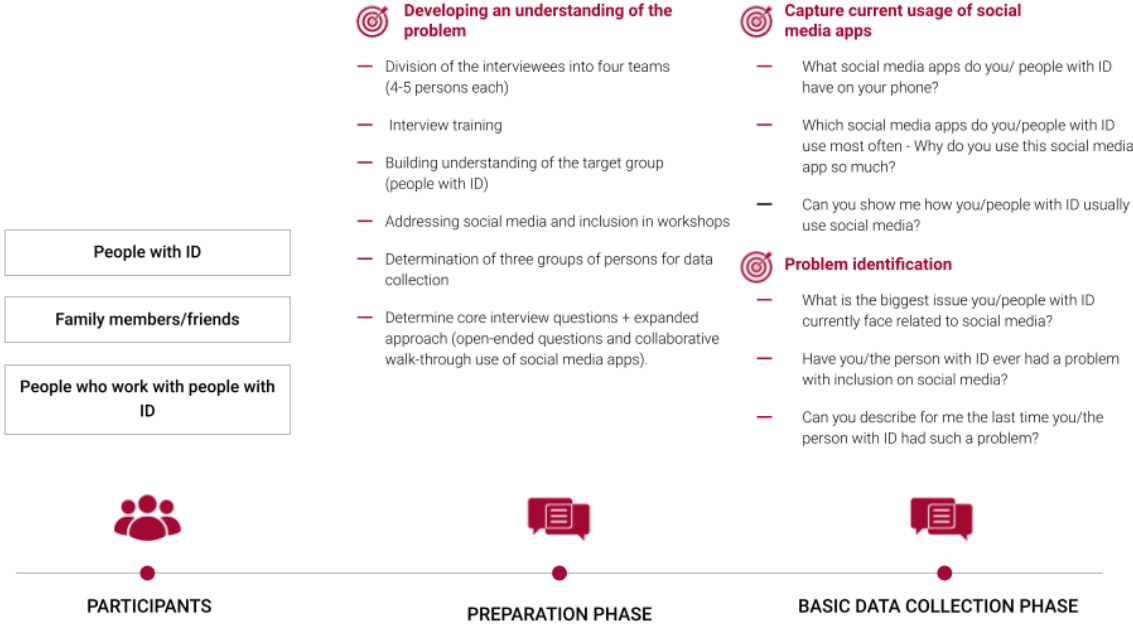 Developing an understanding of the
problem
Division of the interviewees into four teams
(4-5 persons each)
Interview training
Building understanding of the target group
(people with ID)
Addressing social media and inclusion in workshops
Determination of three groups of persons for data
collection
Determine core interview questions + expanded
approach (open-ended questions and collaborative
walk-through use of social media apps).
Capture current usage of social
media apps
What social media apps do you/ people with ID
have on your phone?
Which social media apps do you/people with ID
use most often - Why do you use this social media
app so much?
Can you show me how you/people with ID usually
use social media?
Problem identification
What is the biggest issue you/people with ID
currently face related to social media?
Have you/the person with ID ever had a problem
with inclusion on social media?
Can you describe for me the last time you/the
person with ID had such a problem?
People with ID
Family members/friends
People who work with people with
ID
PARTICIPANTS
PREPARATION PHASE
BASIC DATA COLLECTION PHASE